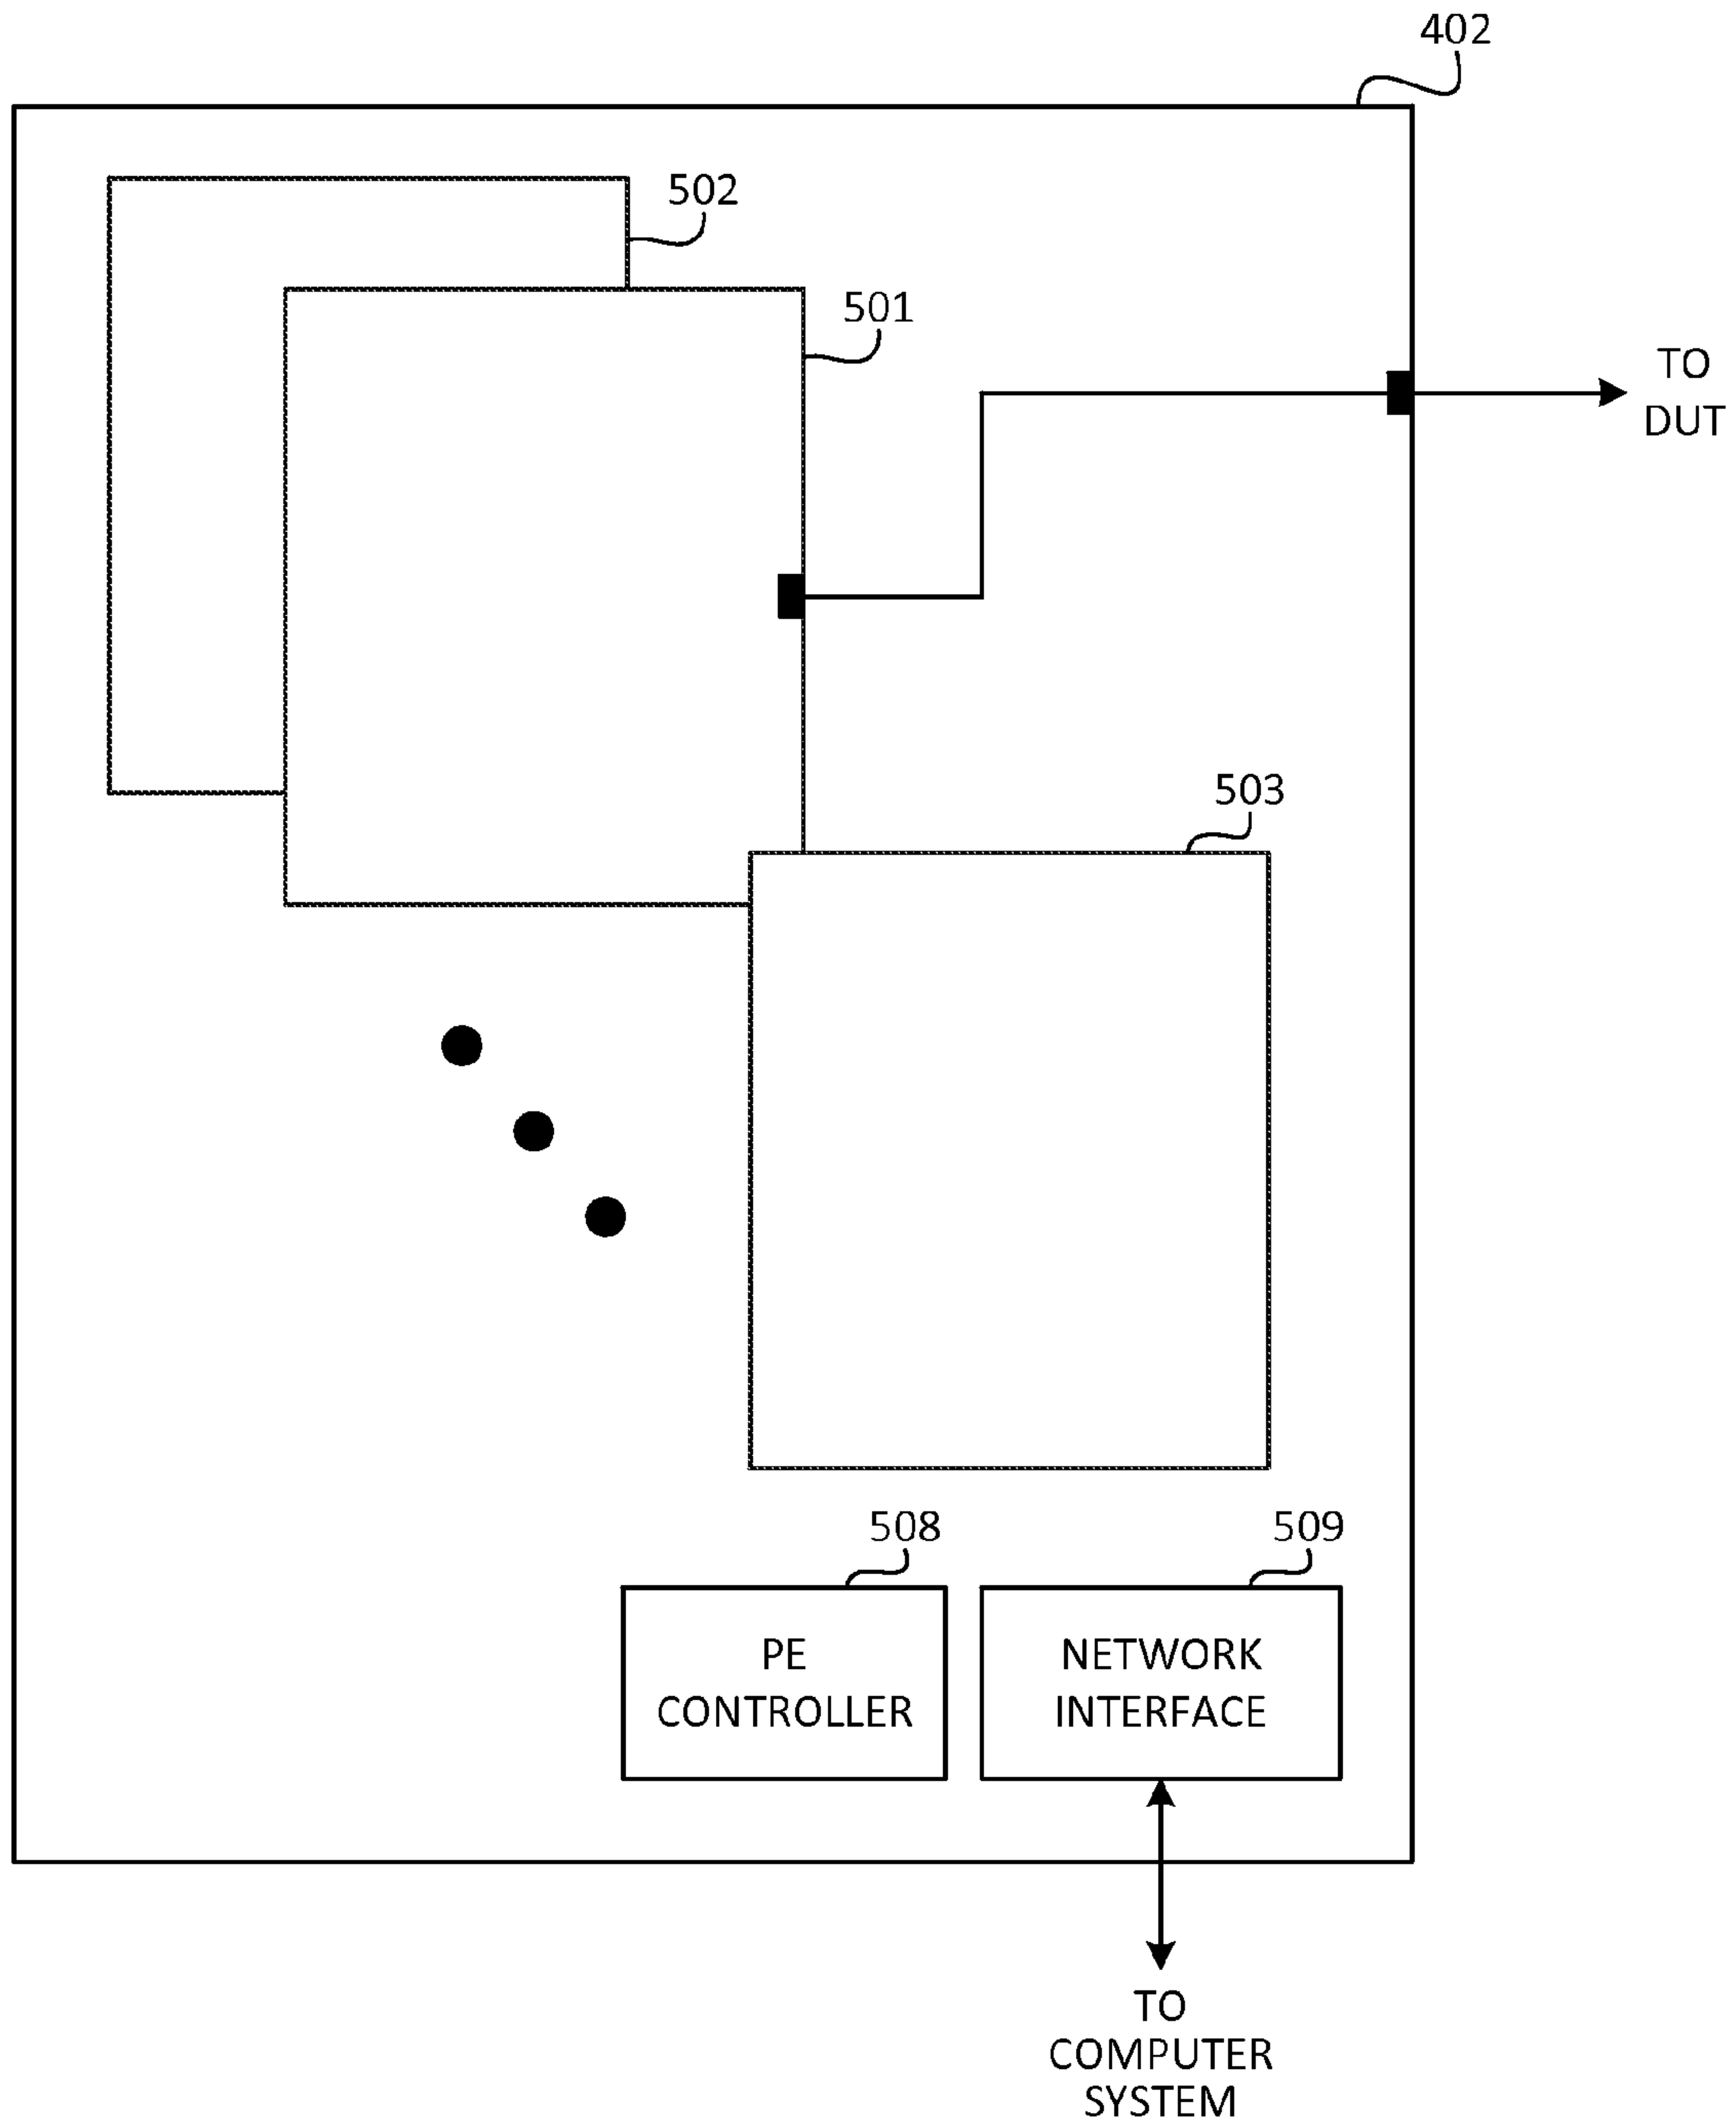 402
502
501
TO
DUT
503
508
509
PE
CONTROLLER
NETWORK
INTERFACE
TO
COMPUTER
SYSTEM